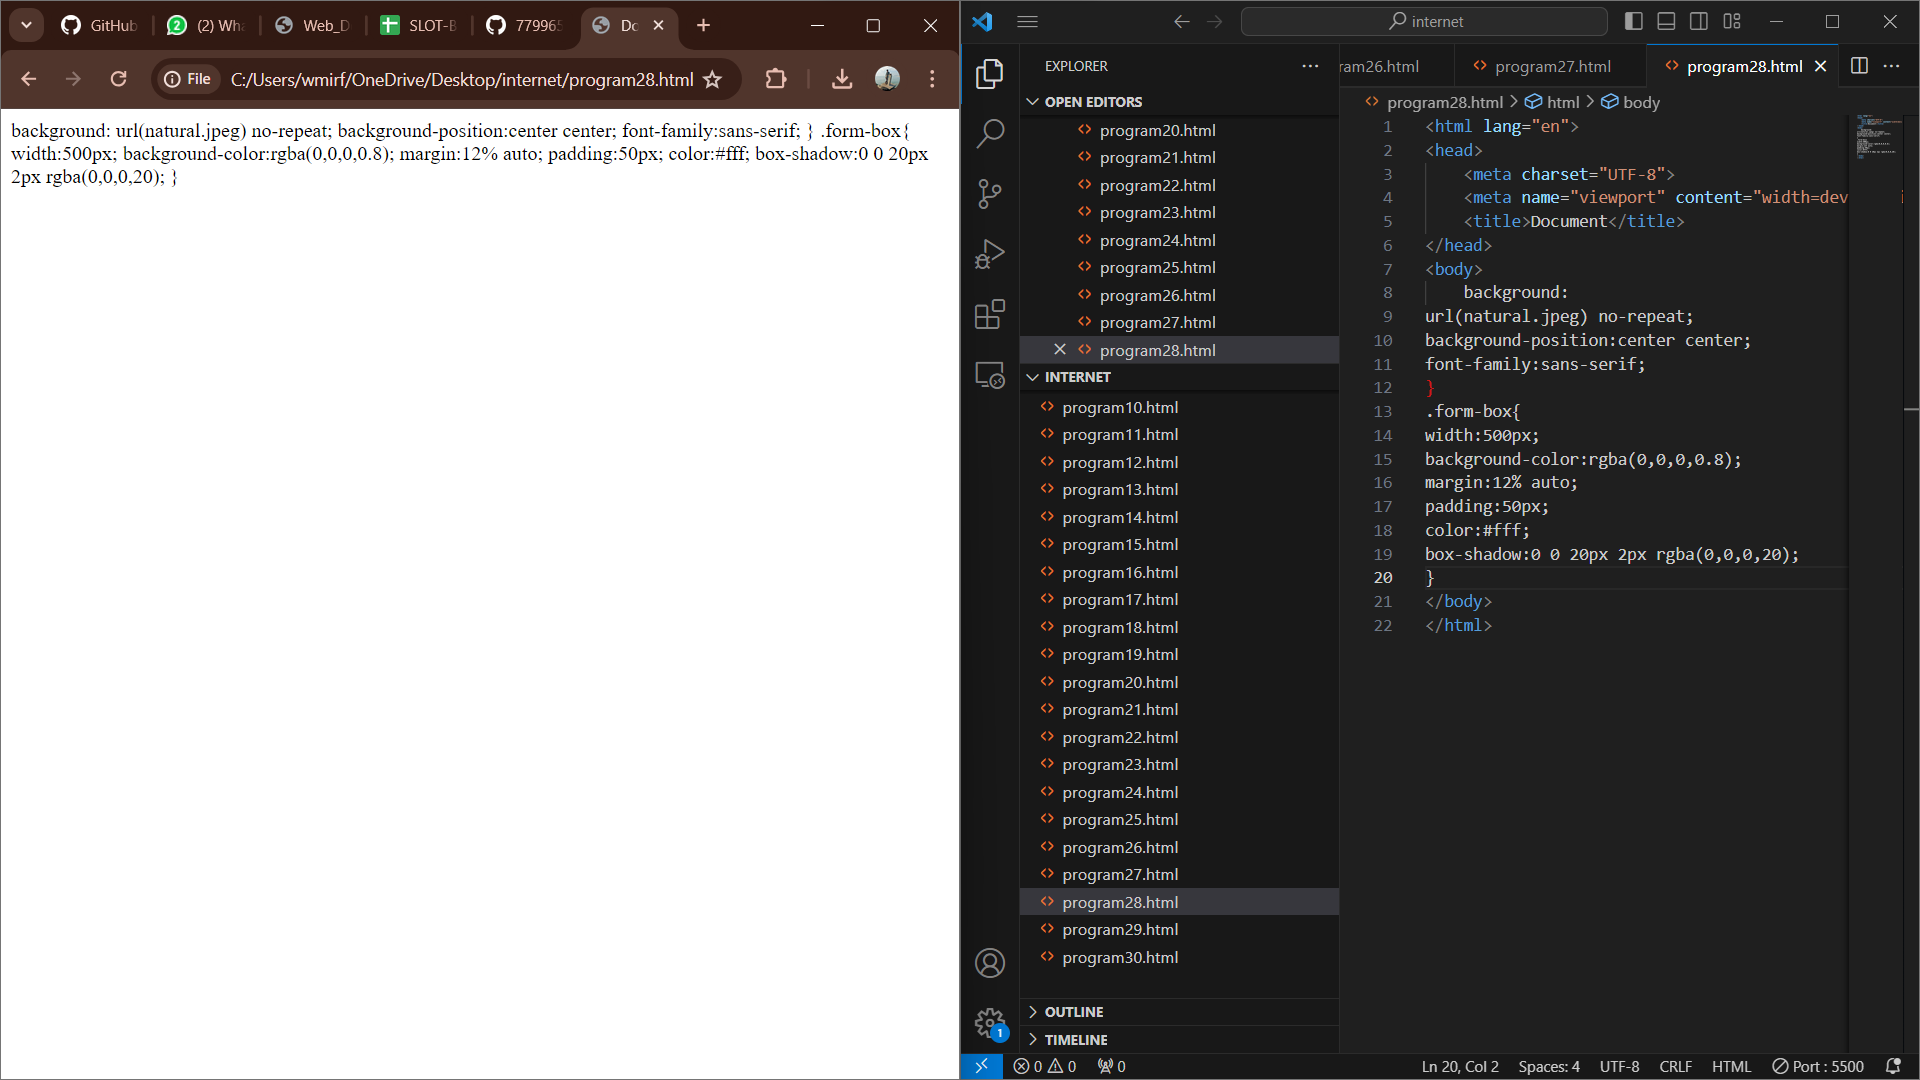 GitHub
(2) Wha
Web_D
SLOT-B
77996
Do
File
C:/Users/wmirf/OneDrive/Desktop/internet/program28.html
background: url(natural.jpeg) no-repeat; background-position:center center; font-family:sans-serif; } .form-box{
width:500px; background-color:rgba(0,0,0,0.8); margin:12% auto; padding:50px; color:#fff; box-shadow:0 0 20px
2px rgba(0,0,0,20); }
internet
EXPLORER
OPEN EDITORS
program20.html
program21.html
program22.html
program23.html
program24.html
program25.html
program26.html
program27.html
program28.html
INTERNET
program10.html
program11.html
program12.html
program13.html
program14.html
program15.html
program16.html
program17.html
program18.html
program19.html
program20.html
program21.html
program22.html
program23.html
program24.html
program25.html
program26.html
program27.html
program28.html
program29.html
program30.html
OUTLINE
TIMELINE
ram26.html
program27.html
program28.html
program28.html > html > body
1 <html lang="en">
2 <head>
3 <meta charset="UTF-8">
4 <meta name="viewport" content="width=dev
5 <title>Document</title>
6 </head>
7 <body>
8 background:
9 url(natural.jpeg) no-repeat;
10 background-position:center center;
11 font-family:sans-serif;
12 }
13 .form-box{
14 width:500px;
15 background-color:rgba(0,0,0,0.8);
16 margin:12% auto;
17 padding:50px;
18 color:#fff;
19 box-shadow:0 0 20px 2px rgba(0,0,0,20);
20 }
21 </body>
22 </html>
1
0 0 0
Ln 20, Col 2
Spaces: 4
UTF-8
CRLF
HTML
Port : 5500